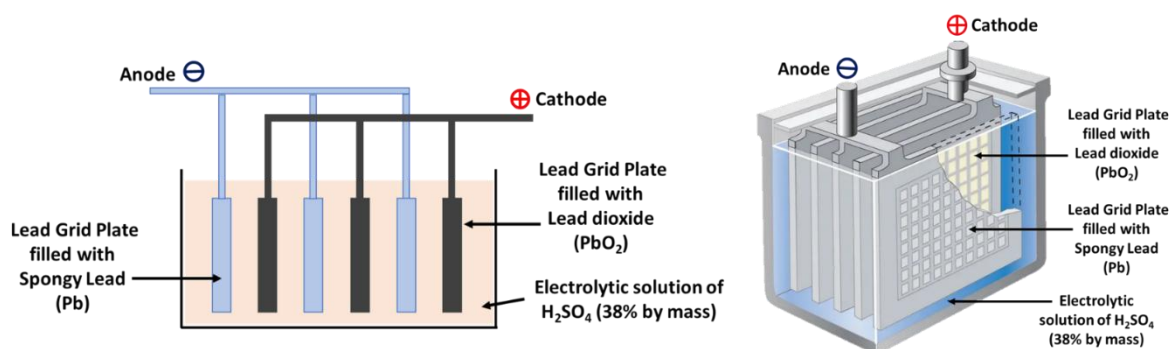 Anode ⊖
⊕ Cathode
Lead Grid Plate
filled with
Spongy Lead
(Pb)
Lead Grid Plate
filled with
Lead dioxide
(PbO₂)
Electrolytic solution of
H₂SO₄ (38% by mass)
⊕ Cathode
Anode ⊖
Lead Grid Plate
filled with
Lead dioxide
(PbO₂)
Lead Grid Plate
filled with
Spongy Lead
(Pb)
Electrolytic
solution of H₂SO₄
(38% by mass)